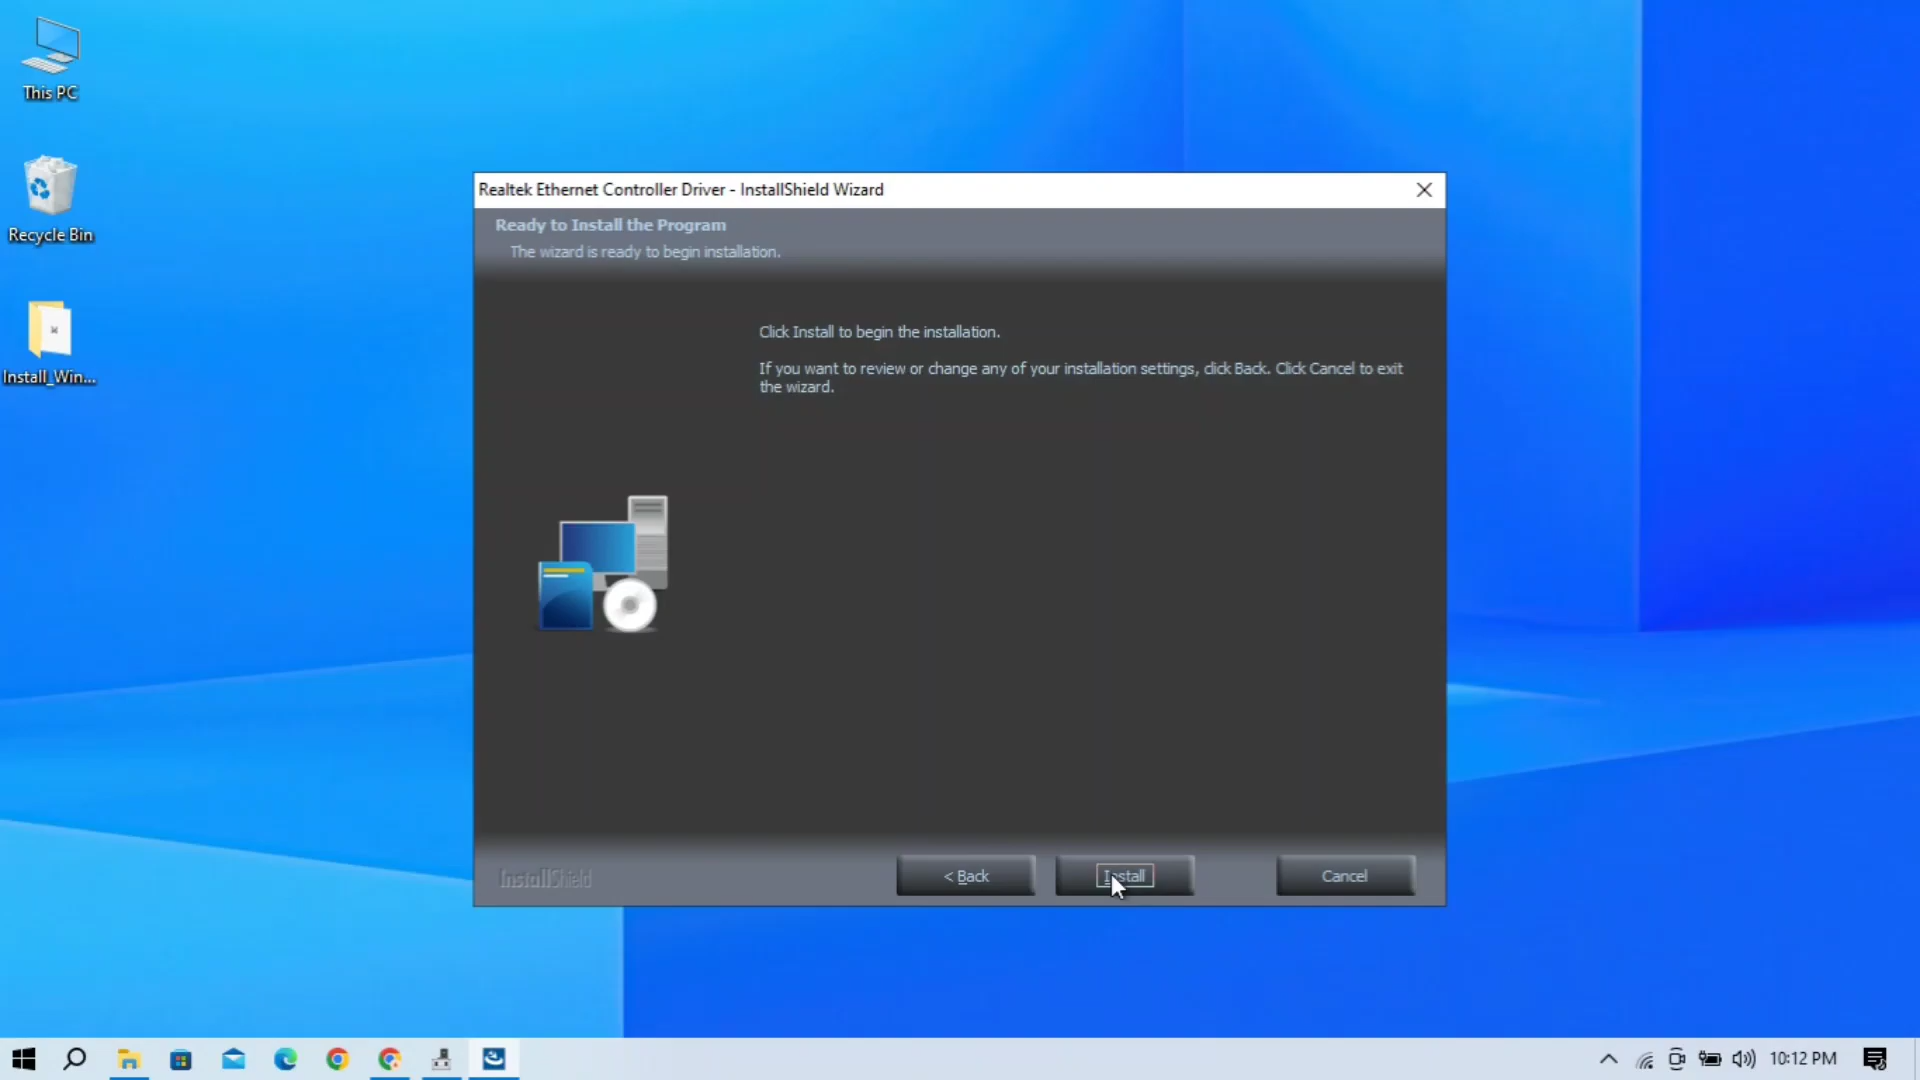 This PC
Recycle Bin
Install_Win...
Realtek Ethernet Controller Driver - InstallShield Wizard
Ready to Install the Program
The wizard is ready to begin installation.
Click Install to begin the installation.
If you want to review or change any of your installation settings, click Back. Click Cancel to exit
the wizard.
InstallShield
< Back
Install
Cancel
10:12 PM